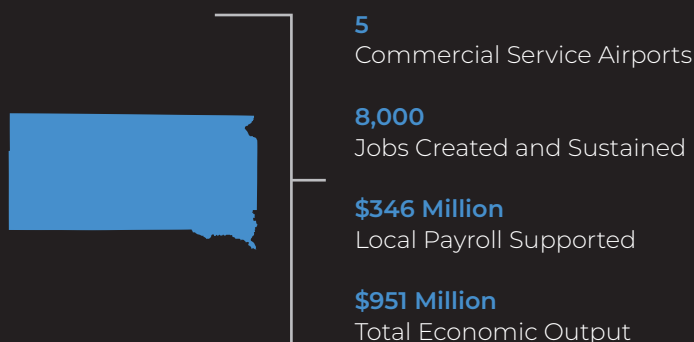 5
Commercial Service Airports
8,000
Jobs Created and Sustained
$346 Million
Local Payroll Supported
$951 Million
Total Economic Output